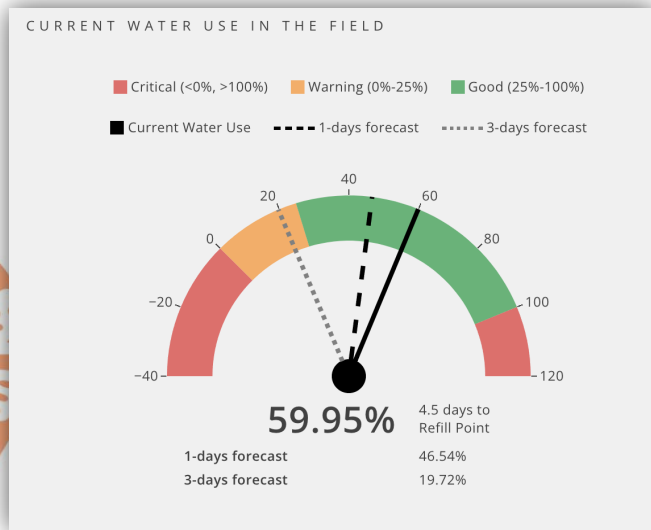 CURRENT WATER USE IN THE FIELD
Critical (<0%, >100%) Warning (0%-25%) Good (25%-100%)
Current Water Use 1-days forecast 3-days forecast
40
20 60
0 80
−20 100
−40 120
59.95% 4.5 days to
Refill Point
1-days forecast 46.54%
3-days forecast 19.72%